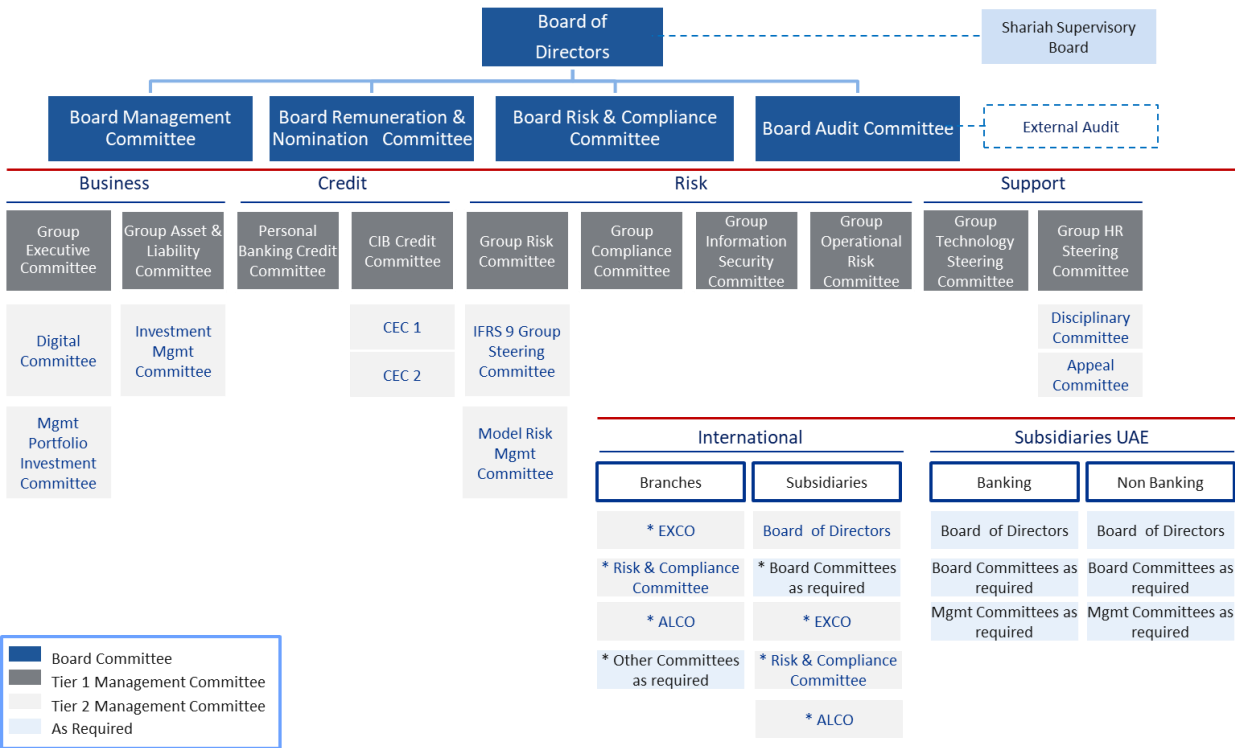 Board of
Directors
Shariah Supervisory
Board
Board Management
Committee
Board Remuneration &
Nomination Committee
Board Risk & Compliance
Committee
Board Audit Committee
External Audit
Business
Credit
Risk
Support
Group
Executive
Committee
Group Asset &
Liability
Committee
Personal
Banking Credit
Committee
CIB Credit
Committee
Group Risk
Committee
Group
Compliance
Committee
Group
Information
Security
Committee
Group
Operational
Risk
Committee
Group
Technology
Steering
Committee
Group HR
Steering
Committee
Digital
Committee
Investment
Mgmt
Committee
CEC 1
CEC 2
IFRS 9 Group
Steering
Committee
Disciplinary
Committee
Appeal
Committee
Mgmt
Portfolio
Investment
Committee
Model Risk
Mgmt
Committee
International
Subsidiaries UAE
Branches
Subsidiaries
Banking
Non Banking
* EXCO
Board of Directors
Board of Directors
Board of Directors
* Risk & Compliance
Committee
* Board Committees
as required
Board Committees as
required
Board Committees as
required
* ALCO
* EXCO
Mgmt Committees as
required
Mgmt Committees as
required
* Other Committees
as required
* Risk & Compliance
Committee
* ALCO
Board Committee
Tier 1 Management Committee
Tier 2 Management Committee
As Required